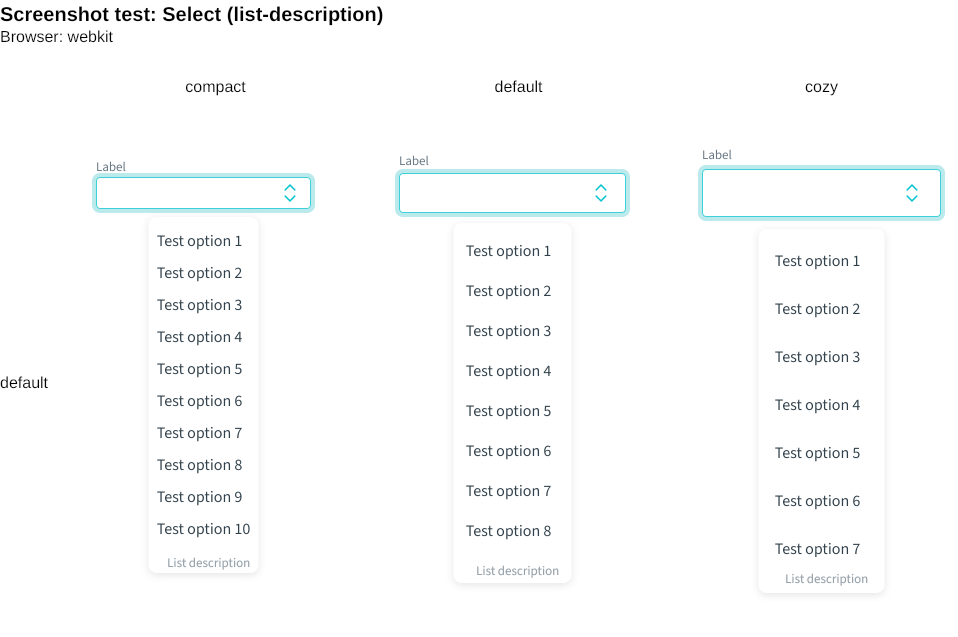 Screenshot test: Select (list-description)
Browser: webkit
compact
default
cozy
default
Label
Test option 1
Test option 2
Test option 3
Test option 4
Test option 5
Test option 6
Test option 7
Test option 8
Test option 9
Test option 10
List description
Label
Test option 1
Test option 2
Test option 3
Test option 4
Test option 5
Test option 6
Test option 7
Test option 8
List description
Label
Test option 1
Test option 2
Test option 3
Test option 4
Test option 5
Test option 6
Test option 7
List description